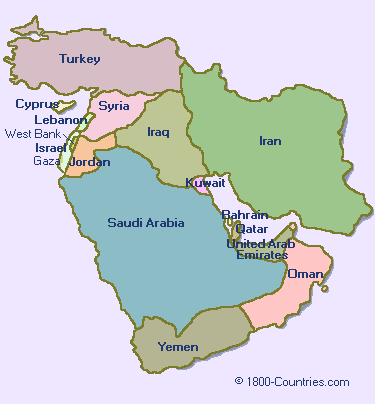 Turkey
Cyprus
Syria
Lebanon
West Bank
Israel
Gaza
Jordan
Iraq
Iran
Kuwait
Saudi Arabia
Bahrain
Qatar
United Arab
Emirates
Oman
Yemen
© 1800-Countries.com